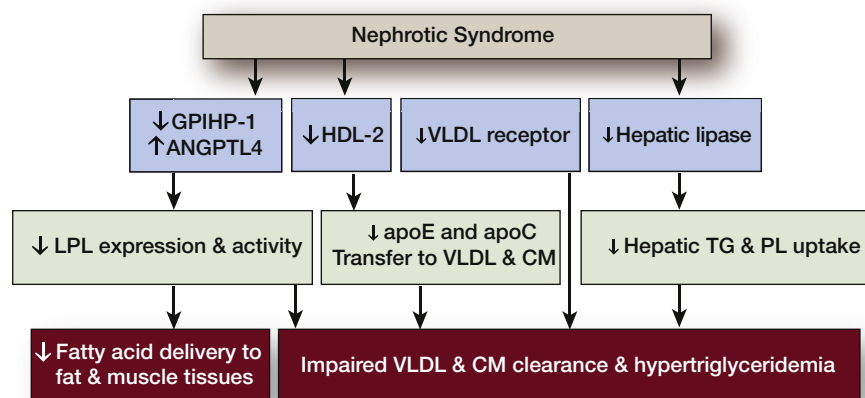 Nephrotic Syndrome
↓GPIHP-1
↑ANGPTL4
↓HDL-2
↓VLDL receptor
↓Hepatic lipase
↓ LPL expression & activity
↓ apoE and apoC
Transfer to VLDL & CM
↓ Hepatic TG & PL uptake
↓ Fatty acid delivery to
fat & muscle tissues
Impaired VLDL & CM clearance & hypertriglyceridemia